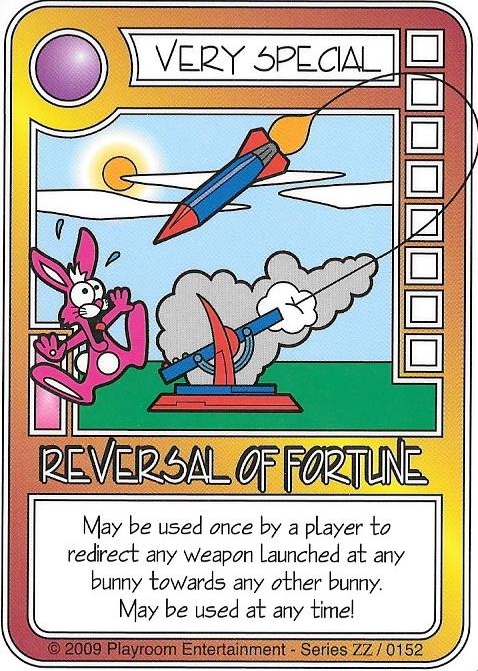 VERY SPECIAL
REVERSAL OF FORTUNE
May be used once by a player to
redirect any weapon launched at any
bunny towards any other bunny.
May be used at any time!
© 2009 Playroom Entertainment - Series ZZ / 0152